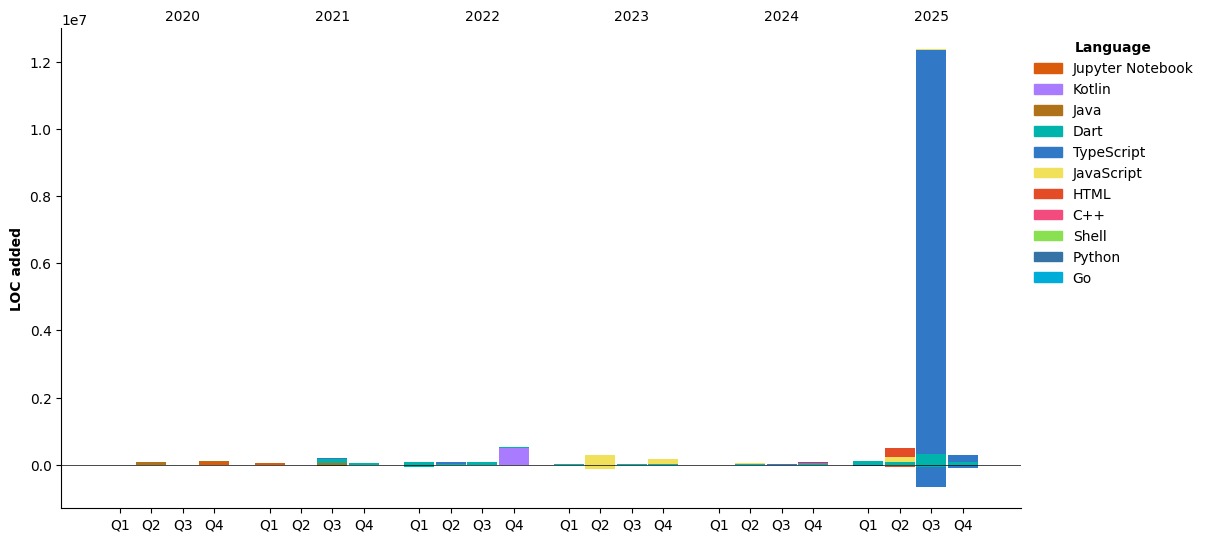 1e7
2020 2021 2022 2023 2024 2025
LOC added
1.2
1.0
0.8
0.6
0.4
0.2
0.0
Q1 Q2 Q3 Q4 Q1 Q2 Q3 Q4 Q1 Q2 Q3 Q4 Q1 Q2 Q3 Q4 Q1 Q2 Q3 Q4 Q1 Q2 Q3 Q4
Language
Jupyter Notebook
Kotlin
Java
Dart
TypeScript
JavaScript
HTML
C++
Shell
Python
Go